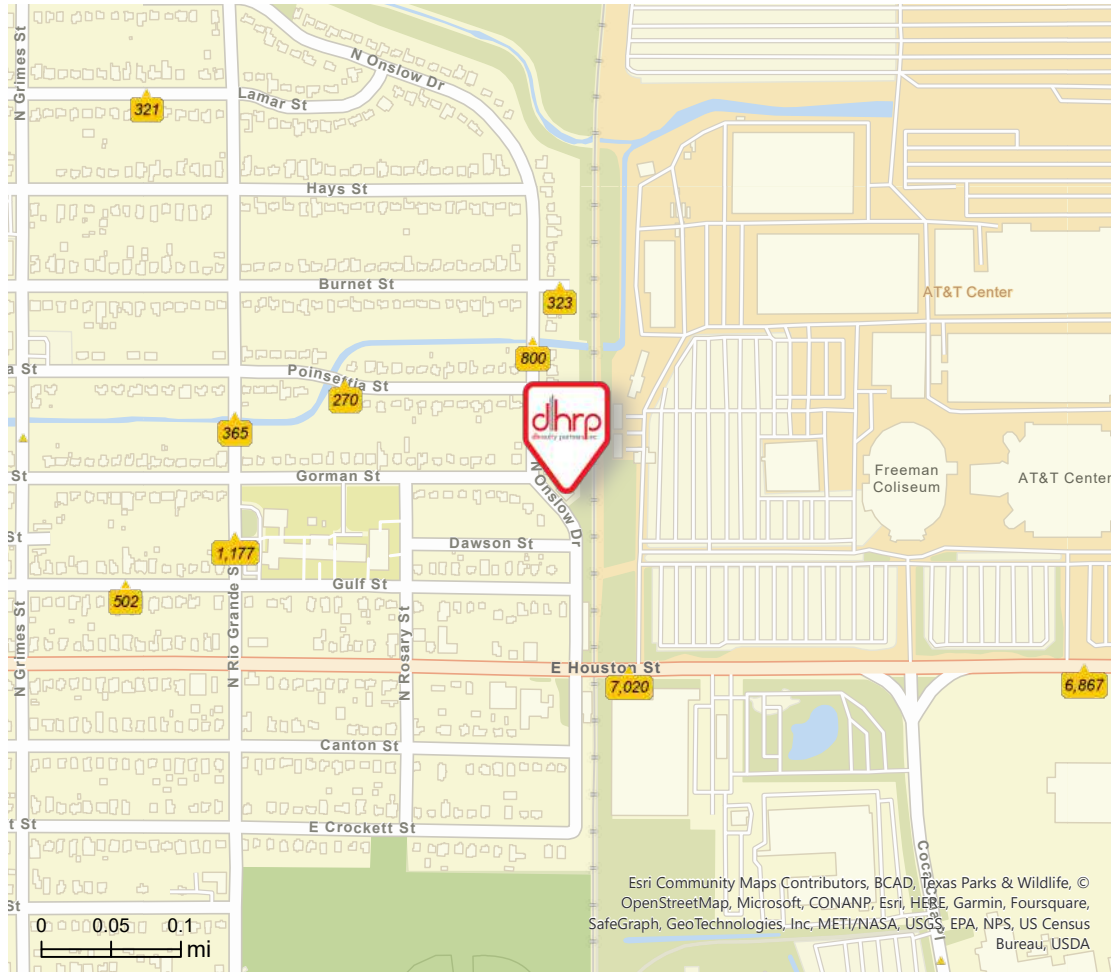 N Grimes St
N Onslow Dr
Lamar St
321
Hays St
Burnet St
323
AT&T Center
800
a St
Poinsettia St
270
dhrp
365
St
Gorman St
N Onslow Dr
Freeman
Coliseum
AT&T Center
St
1,177
Dawson St
Gulf St
502
N Grimes St
N Rio Grande St
N Rosary St
E Houston St
7,020
6,867
Canton St
t St
E Crockett St
St
0 0.05 0.1
mi
Esri Community Maps Contributors, BCAD, Texas Parks & Wildlife, ©
OpenStreetMap, Microsoft, CONANP, Esri, HERE, Garmin, Foursquare,
SafeGraph, GeoTechnologies, Inc, METI/NASA, USGS, EPA, NPS, US Census
Bureau, USDA